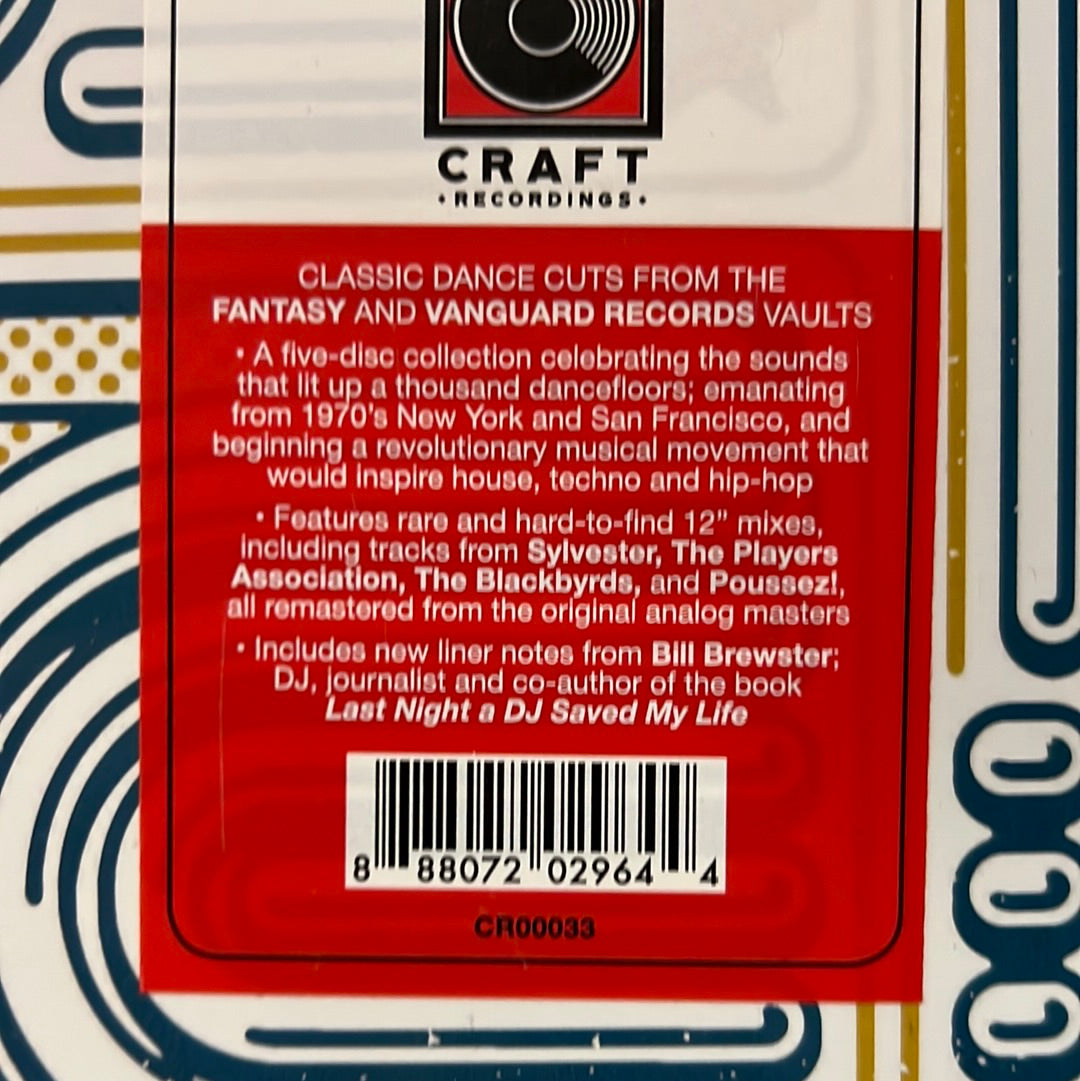 CRAFT
• RECORDINGS •
CLASSIC DANCE CUTS FROM THE
FANTASY AND VANGUARD RECORDS VAULTS
• A five-disc collection celebrating the sounds
that lit up a thousand dancefloors; emanating
from 1970's New York and San Francisco, and
beginning a revolutionary musical movement that
would inspire house, techno and hip-hop
• Features rare and hard-to-find 12” mixes,
including tracks from Sylvester, The Players
Association, The Blackbyrds, and Poussez!,
all remastered from the original analog masters
• Includes new liner notes from Bill Brewster;
DJ, journalist and co-author of the book
Last Night a DJ Saved My Life
8 88072 02964 4
CR00033